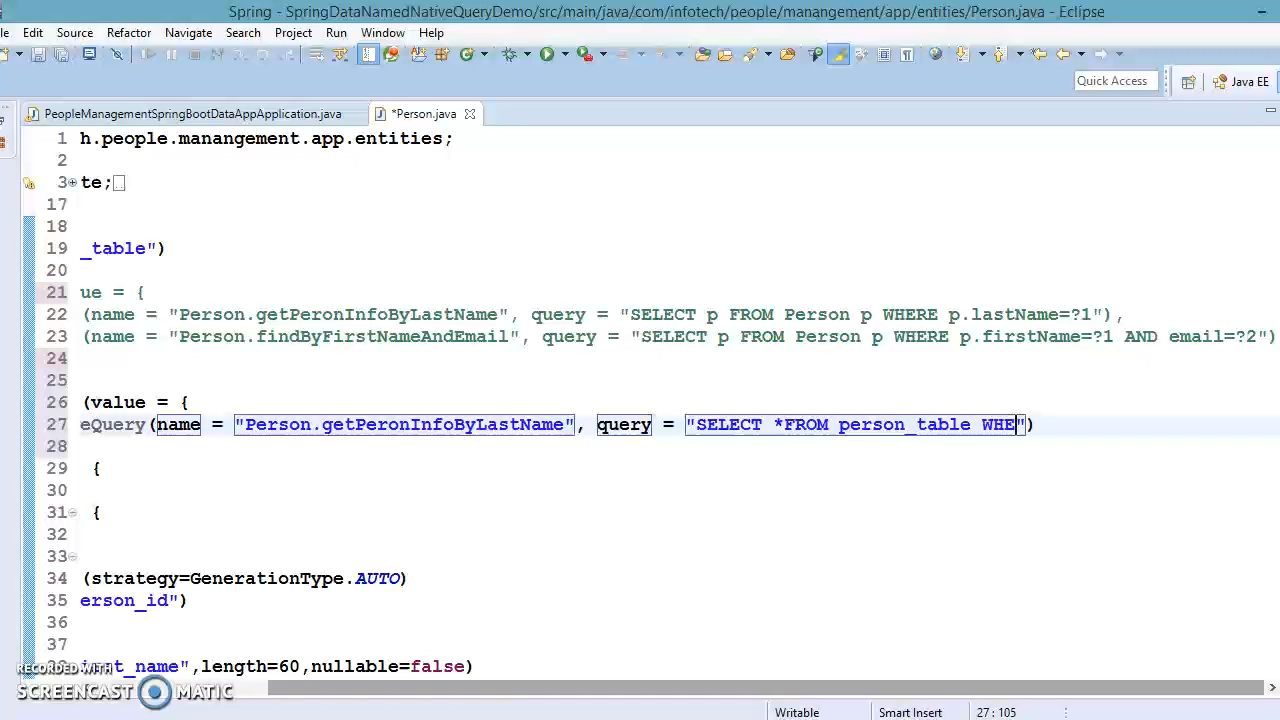 Spring - SpringDataNamedNativeQueryDemo/src/main/java/com/infotech/people/manangement/app/entities/Person.java - Eclipse
Edit Source Refactor Navigate Search Project Run Window Help
Quick Access
Java EE
PeopleManagementSpringBootDataAppApplication.java
*Person.java
1 h.people.manangement.app.entities;
2
3 te;
17
18
19 _table")
20
21 ue = {
22 (name = "Person.getPeronInfoByLastName", query = "SELECT p FROM Person p WHERE p.lastName=?1"),
23 (name = "Person.findByFirstNameAndEmail", query = "SELECT p FROM Person p WHERE p.firstName=?1 AND email=?2")
24
25
26 (value = {
27 eQuery(name = "Person.getPeronInfoByLastName", query = "SELECT *FROM person_table WHE")
28
29 {
30
31 {
32
33
34 (strategy=GenerationType.AUTO)
35 erson_id")
36
37
_name",length=60,nullable=false)
RECORDED WITH
SCREENCAST MATIC
Writable
Smart Insert
27 : 105